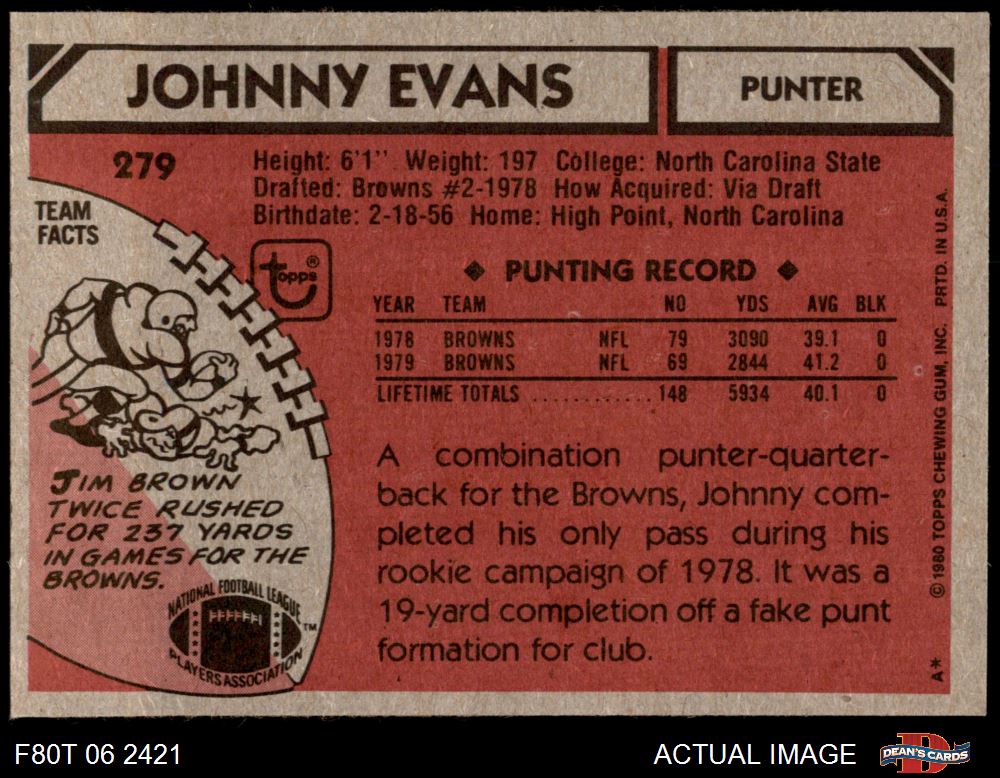 JOHNNY EVANS
PUNTER
279
Height: 6'1" Weight: 197 College: North Carolina State
Drafted: Browns #2-1978 How Acquired: Via Draft
Birthdate: 2-18-56 Home: High Point, North Carolina
TEAM
FACTS
topps®
◆ PUNTING RECORD ◆
YEAR TEAM NO YDS AVG BLK
1978 BROWNS NFL 79 3090 39.1 0
1979 BROWNS NFL 69 2844 41.2 0
LIFETIME TOTALS ............ 148 5934 40.1 0
JIM BROWN
TWICE RUSHED
FOR 237 YARDS
IN GAMES FOR THE
BROWNS.
A combination punter-quarter-
back for the Browns, Johnny com-
pleted his only pass during his
rookie campaign of 1978. It was a
19-yard completion off a fake punt
formation for club.
NATIONAL FOOTBALL LEAGUE
PLAYERS ASSOCIATION
™
A* © 1980 TOPPS CHEWING GUM, INC. PRTD. IN U.S.A.
F80T 06 2421
ACTUAL IMAGE
D
DEAN'S CARDS